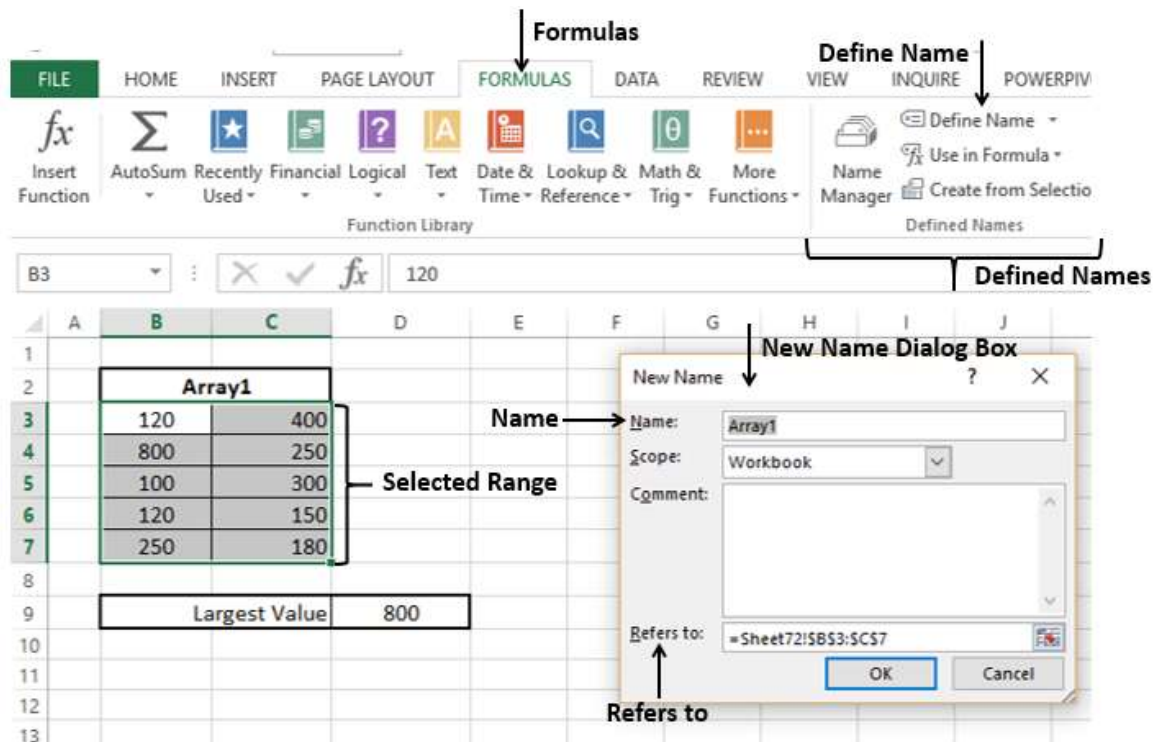 Formulas
Define Name
FILE HOME INSERT PAGE LAYOUT FORMULAS DATA REVIEW VIEW INQUIRE POWERPIV
fx Σ ? A θ Define Name
Use in Formula
Insert Function AutoSum Recently Used Financial Logical Text Date & Time Lookup & Reference Math & Trig More Functions Name Manager Create from Selectio
Function Library Defined Names
B3 fx 120
Defined Names
A B C D E F G H I J
1
New Name Dialog Box
2 Array1
New Name ? X
3 120 400
Name
Name: Array1
4 800 250
Scope: Workbook
5 100 300
Selected Range
Comment:
6 120 150
7 250 180
8
9 Largest Value 800
Refers to: =Sheet72!$B$3:$C$7
10
11
OK Cancel
12
Refers to
13